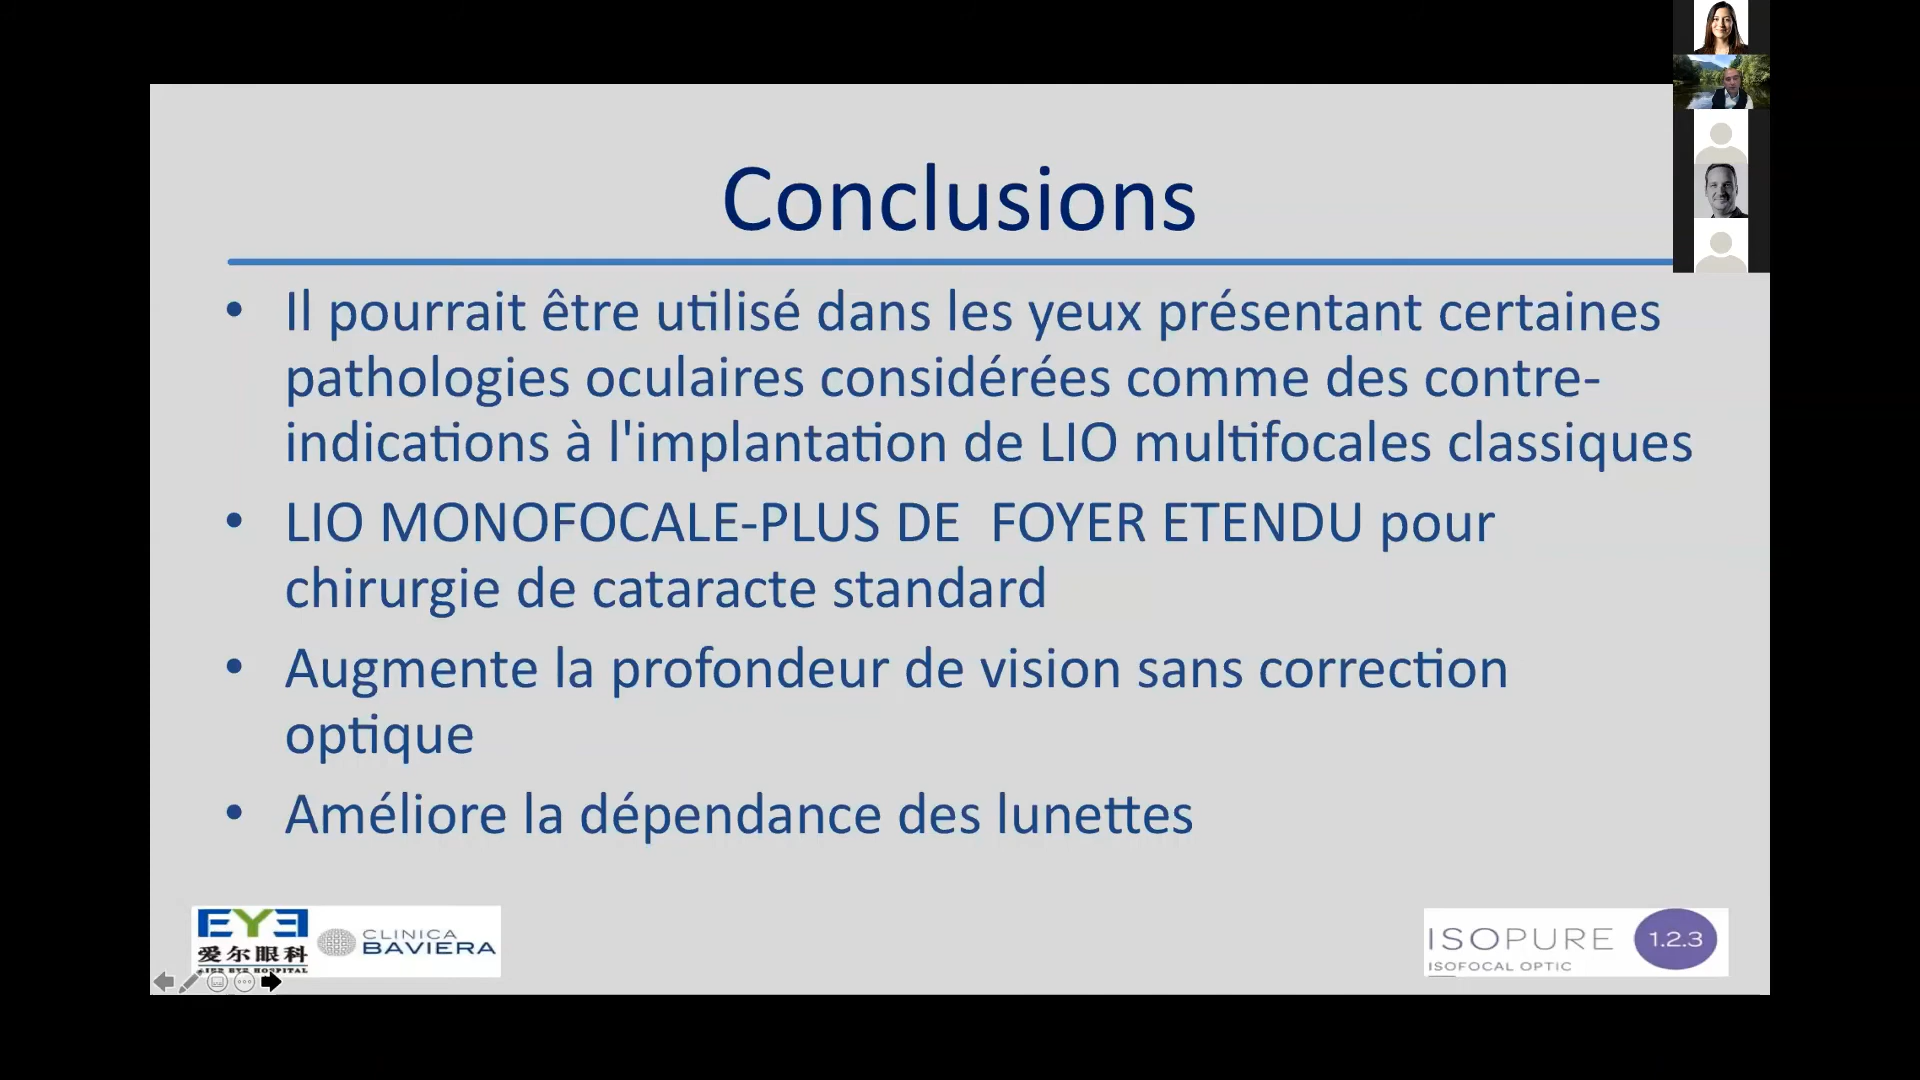 Conclusions
• Il pourrait être utilisé dans les yeux présentant certaines
pathologies oculaires considérées comme des contre-
indications à l'implantation de LIO multifocales classiques
• LIO MONOFOCALE-PLUS DE  FOYER ETENDU pour
chirurgie de cataracte standard
• Augmente la profondeur de vision sans correction
optique
• Améliore la dépendance des lunettes
EYE
爱尔眼科
AIER EYE HOSPITAL
CLINICA
BAVIERA
ISOPURE 1.2.3
ISOFOCAL OPTIC